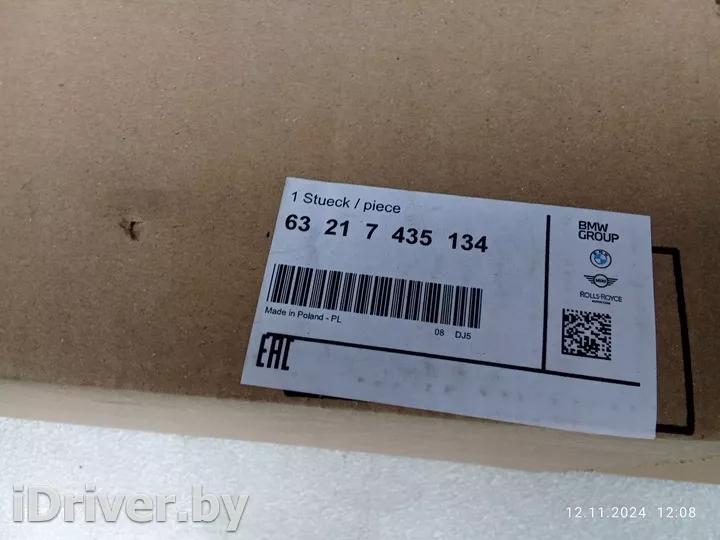 1 Stueck / piece
63 21 7 435 134
Made in Poland - PL
08 DJ5
EAC
BMW
GROUP
MINI
ROLLS-ROYCE
iDriver.by
12.11.2024 12:08